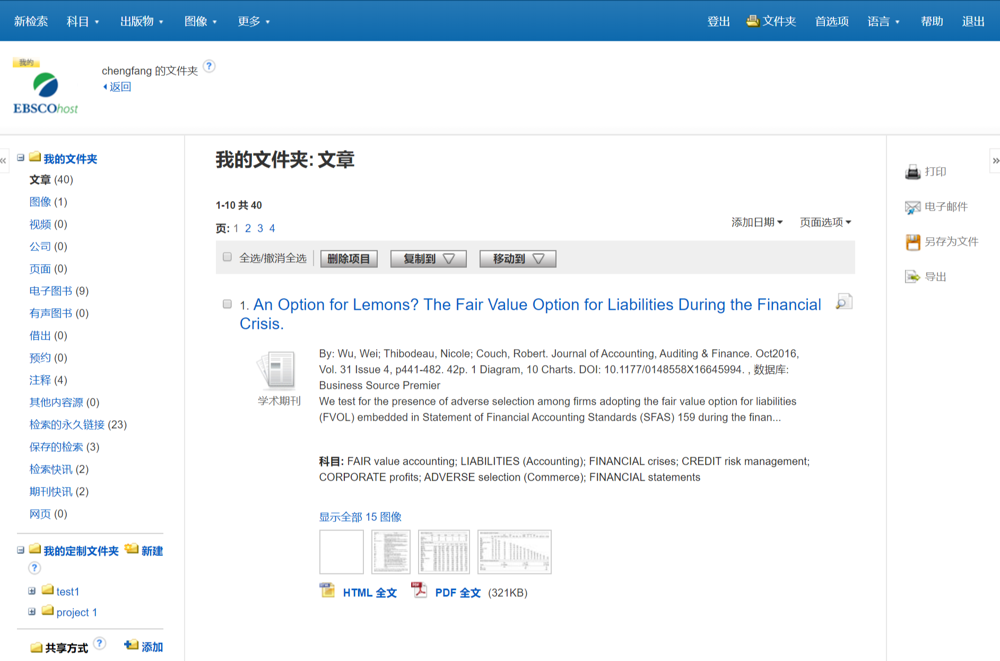 新检索 科目 出版物 图像 更多 登出 文件夹 首选项 语言 帮助 退出
我的
EBSCOhost
chengfang 的文件夹 ?
返回
« 我的文件夹
文章 (40)
图像 (1)
视频 (0)
公司 (0)
页面 (0)
电子图书 (9)
有声图书 (0)
借出 (0)
预约 (0)
注释 (4)
其他内容源 (0)
检索的永久链接 (23)
保存的检索 (3)
检索快讯 (2)
期刊快讯 (2)
网页 (0)
我的定制文件夹 新建
?
test1
project 1
共享方式 ? 添加
我的文件夹: 文章
1-10 共 40
页: 1 2 3 4
添加日期 页面选项
全选/撤消全选 删除项目 复制到 移动到
1. An Option for Lemons? The Fair Value Option for Liabilities During the Financial
Crisis.
学术期刊
By: Wu, Wei; Thibodeau, Nicole; Couch, Robert. Journal of Accounting, Auditing & Finance. Oct2016,
Vol. 31 Issue 4, p441-482. 42p. 1 Diagram, 10 Charts. DOI: 10.1177/0148558X16645994. , 数据库:
Business Source Premier
We test for the presence of adverse selection among firms adopting the fair value option for liabilities
(FVOL) embedded in Statement of Financial Accounting Standards (SFAS) 159 during the finan...
科目: FAIR value accounting; LIABILITIES (Accounting); FINANCIAL crises; CREDIT risk management;
CORPORATE profits; ADVERSE selection (Commerce); FINANCIAL statements
显示全部 15 图像
HTML 全文 PDF 全文 (321KB)
»
打印
电子邮件
另存为文件
导出